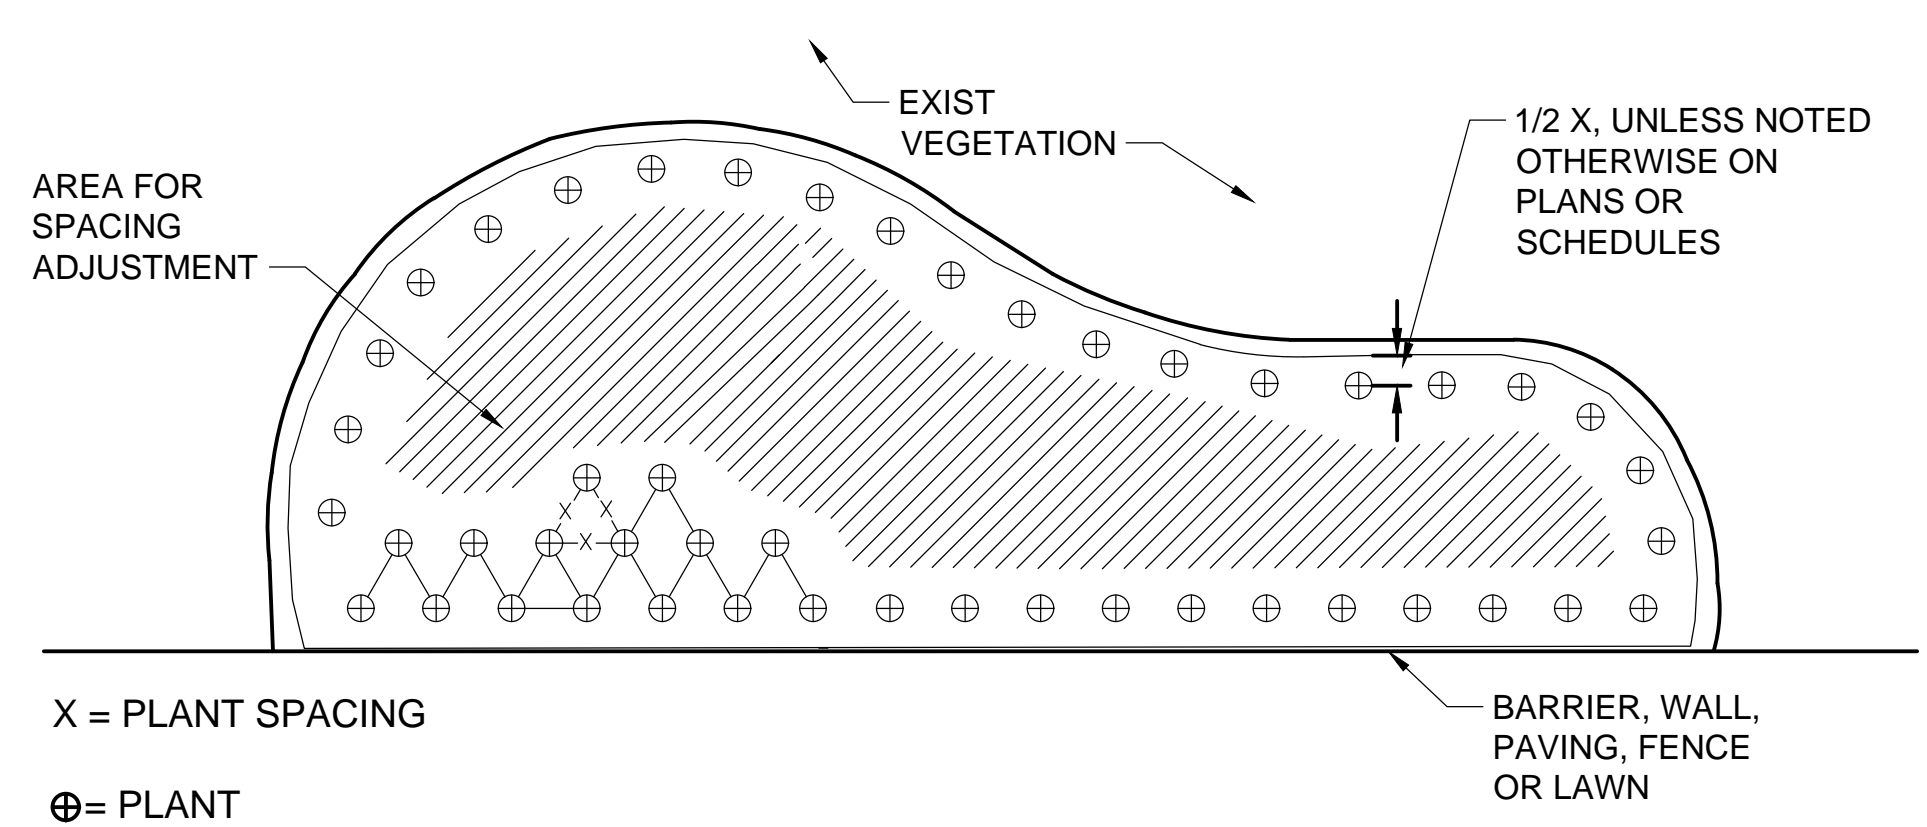 EXIST
VEGETATION
1/2 X, UNLESS NOTED
OTHERWISE ON
PLANS OR
SCHEDULES
AREA FOR
SPACING
ADJUSTMENT
X X
X
X = PLANT SPACING
= PLANT
BARRIER, WALL,
PAVING, FENCE
OR LAWN